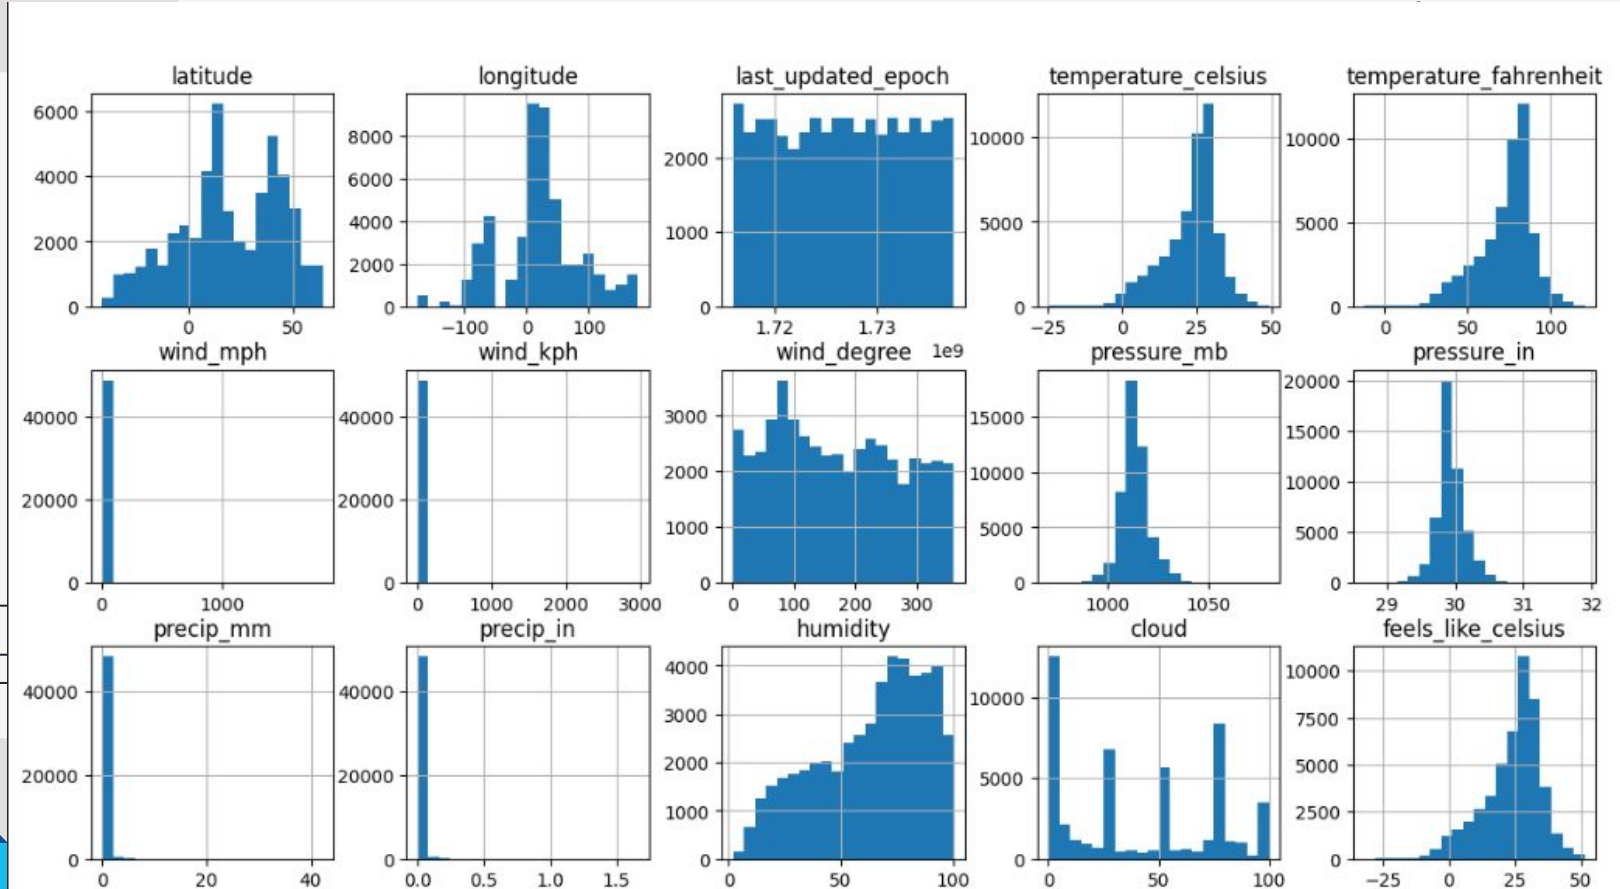 latitude longitude last_updated_epoch temperature_celsius temperature_fahrenheit
6000 8000 2000 10000 10000
4000 6000 1000 5000 5000
2000 4000 0 0 0
0 2000
0
0 50 −100 0 100 1.72 1.73 −25 0 25 50 0 50 100
1e9
wind_mph wind_kph wind_degree pressure_mb pressure_in
40000 40000 3000 15000 20000
20000 20000 2000 10000 15000
0 0 1000 5000 10000
0 0 5000
0
0 1000 0 1000 2000 3000 0 100 200 300 1000 1050 29 30 31 32
precip_mm precip_in humidity cloud feels_like_celsius
40000 40000 4000 10000 10000
20000 20000 3000 5000 7500
0 0 2000 0 5000
1000 2500
0 0
0 20 40 0.0 0.5 1.0 1.5 0 50 100 0 50 100 −25 0 25 50